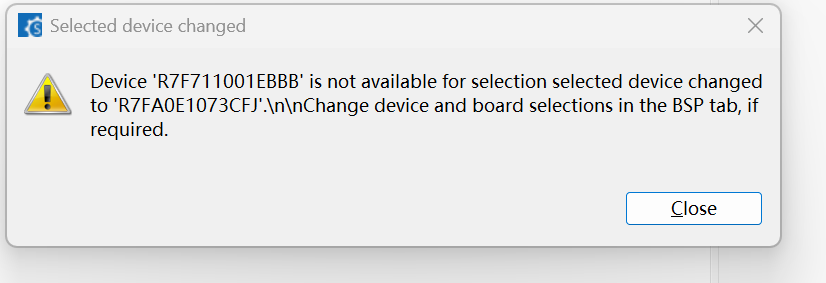 Selected device changed
Device 'R7F711001EBBB' is not available for selection selected device changed
to 'R7FA0E1073CFJ'.\n\nChange device and board selections in the BSP tab, if
required.
Close